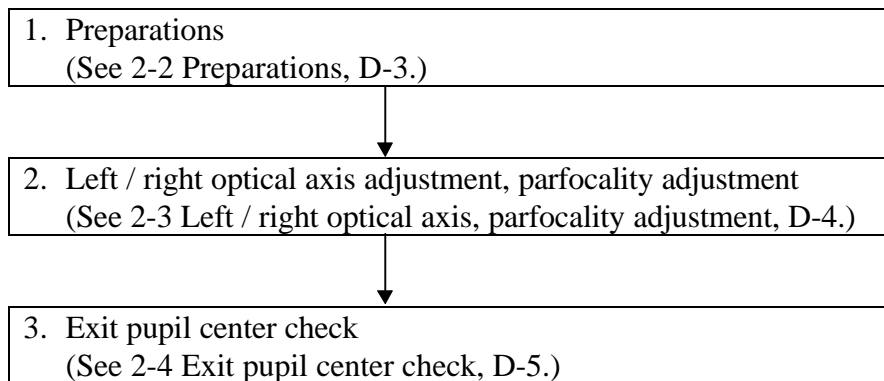 1. Preparations
(See 2-2 Preparations, D-3.)
2. Left / right optical axis adjustment, parfocality adjustment
(See 2-3 Left / right optical axis, parfocality adjustment, D-4.)
3. Exit pupil center check
(See 2-4 Exit pupil center check, D-5.)